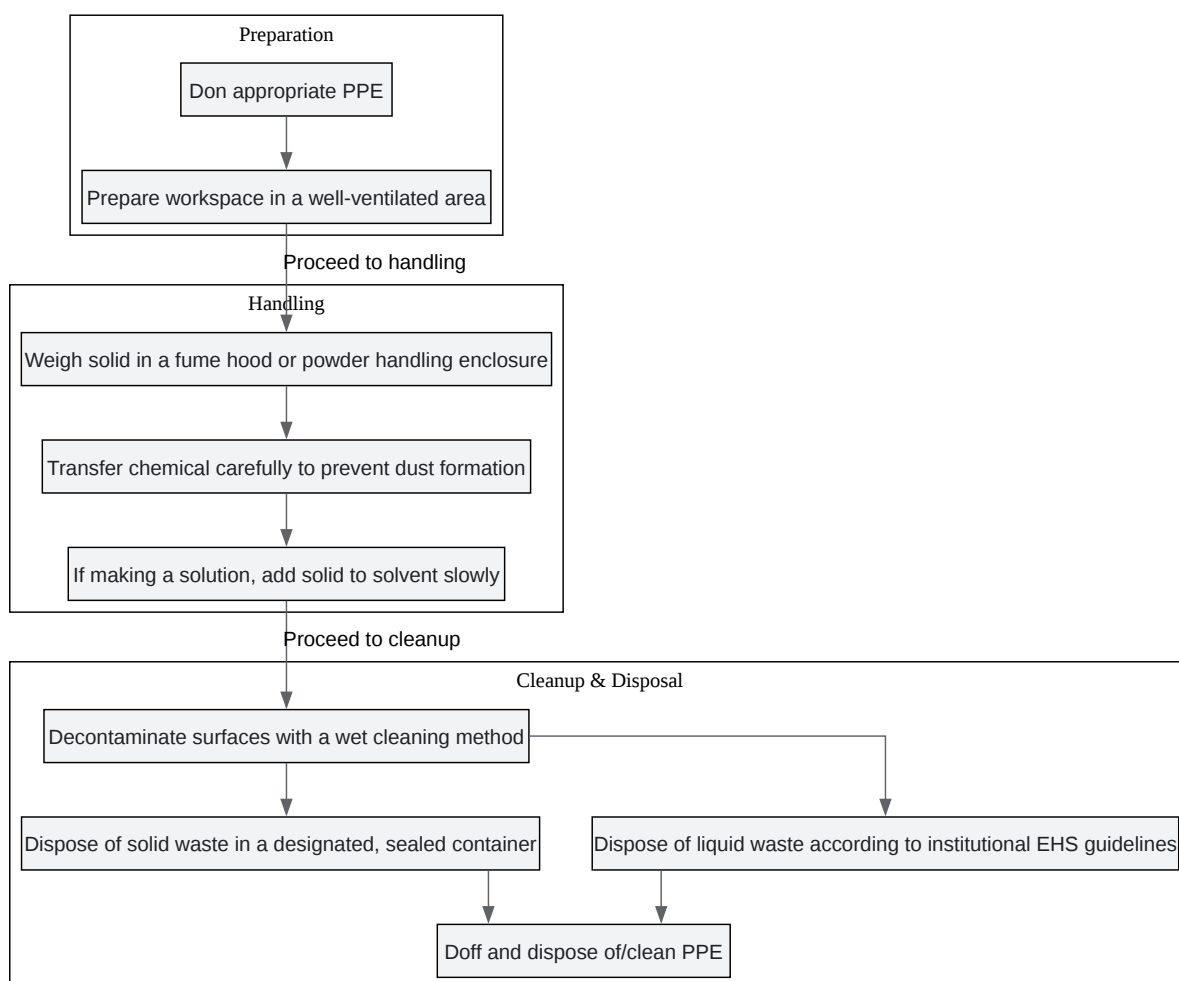 Preparation
Don appropriate PPE
Prepare workspace in a well-ventilated area
Proceed to handling
Handling
Weigh solid in a fume hood or powder handling enclosure
Transfer chemical carefully to prevent dust formation
If making a solution, add solid to solvent slowly
Proceed to cleanup
Cleanup & Disposal
Decontaminate surfaces with a wet cleaning method
Dispose of solid waste in a designated, sealed container
Dispose of liquid waste according to institutional EHS guidelines
Doff and dispose of/clean PPE